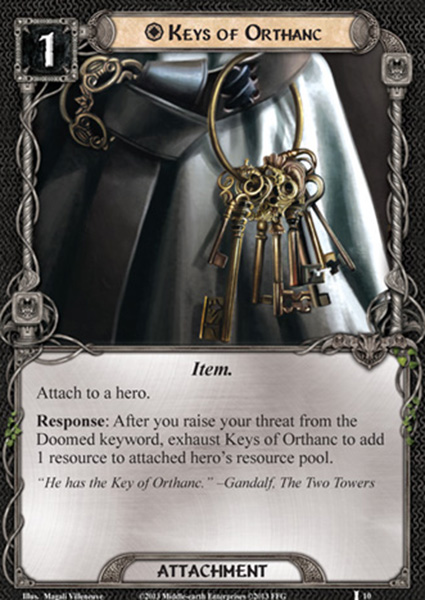 1
KEYS OF ORTHANC
Item.
Attach to a hero.
Response: After you raise your threat from the
Doomed keyword, exhaust Keys of Orthanc to add
1 resource to attached hero's resource pool.
“He has the Key of Orthanc.” –Gandalf, The Two Towers
ATTACHMENT
Illus. Magali Villeneuve ©2013 Middle-earth Enterprises ©2013 FFG 10